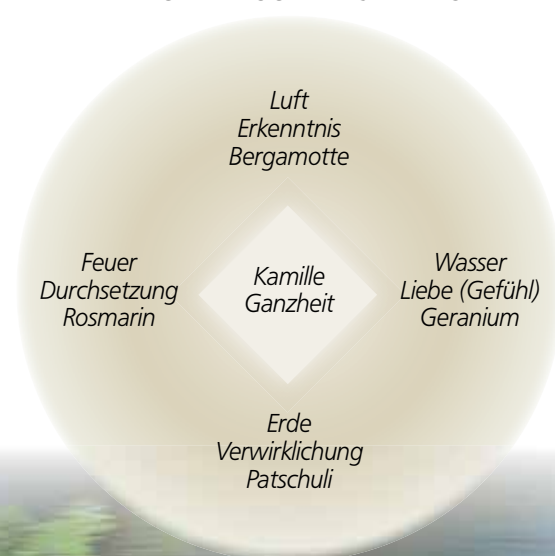 Luft
Erkenntnis
Bergamotte
Feuer
Durchsetzung
Rosmarin
Kamille
Ganzheit
Wasser
Liebe (Gefühl)
Geranium
Erde
Verwirklichung
Patschuli